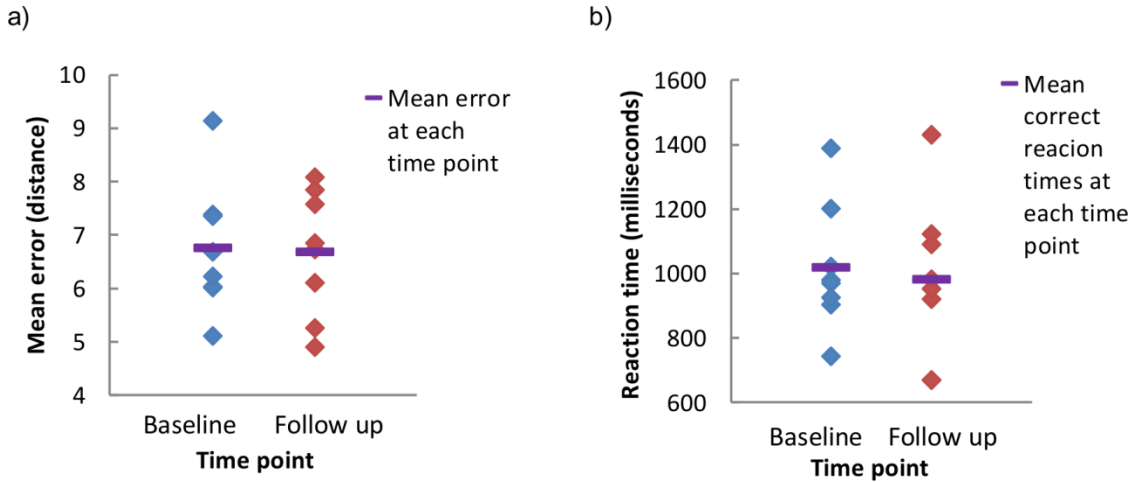 a)
Mean error (distance)
10
9
8
7
6
5
4
Mean error
at each
time point
Baseline Follow up
Time point
b)
Reaction time (milliseconds)
1600
1400
1200
1000
800
600
Mean
correct
reacion
times at
each time
point
Baseline Follow up
Time point